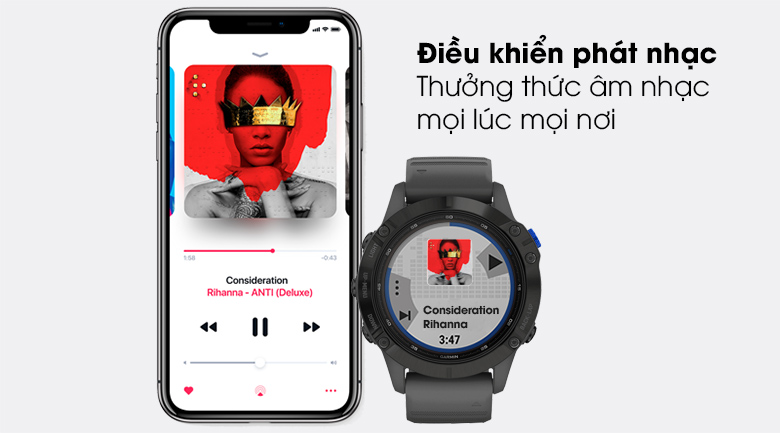 Điều khiển phát nhạc
Thưởng thức âm nhạc
mọi lúc mọi nơi
1:58
-0:43
Consideration
Rihanna - ANTI (Deluxe)
Consideration
Rihanna
3:47
GARMIN